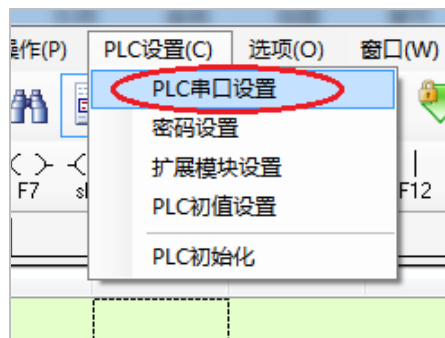 操作(P) PLC设置(C) 选项(O) 窗口(W)
PLC串口设置
密码设置
扩展模块设置
PLC初值设置
PLC初始化
F7
F12